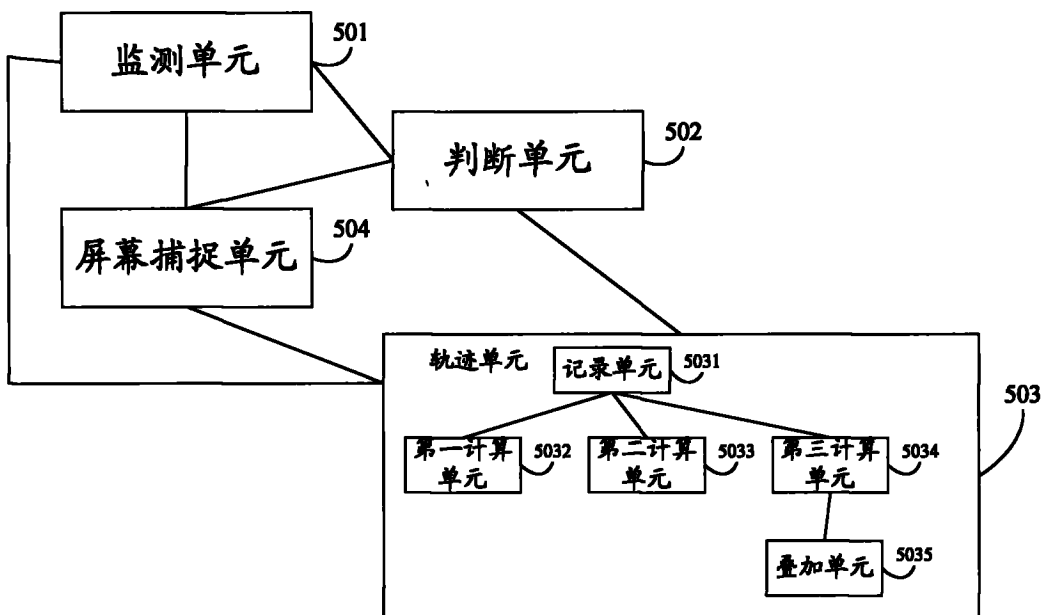 监测单元
501
判断单元
502
屏幕捕捉单元
504
轨迹单元
记录单元
5031
503
第一计算
单元
5032
第二计算
单元
5033
第三计算
单元
5034
叠加单元
5035